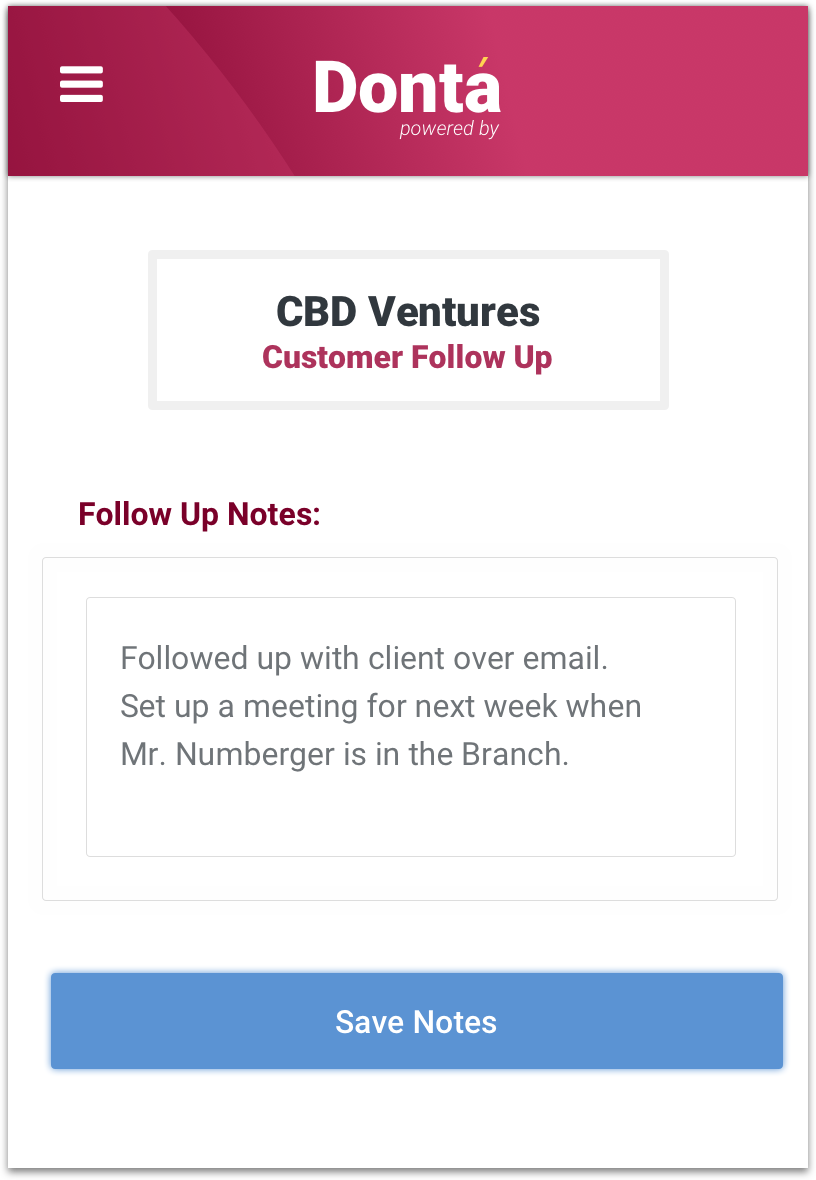 Dontá
powered by
CBD Ventures
Customer Follow Up
Follow Up Notes:
Followed up with client over email.
Set up a meeting for next week when
Mr. Numberger is in the Branch.
Save Notes